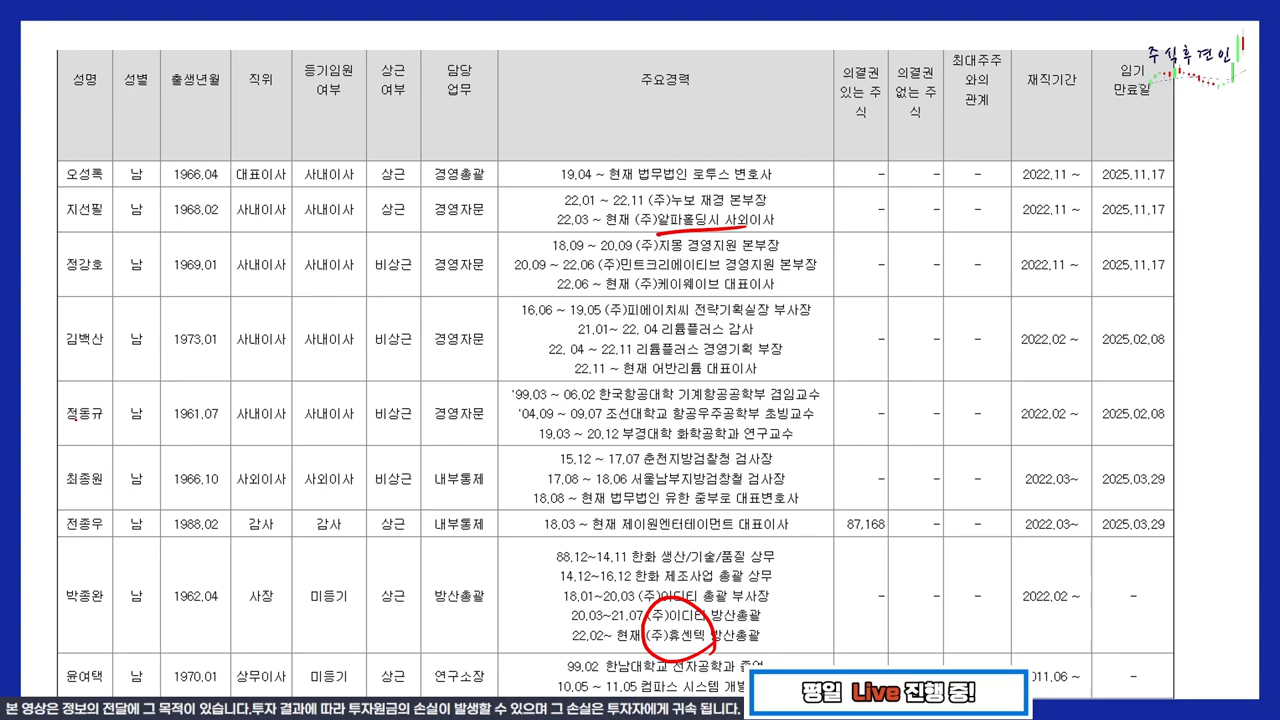 주식후견인
성명 성별 출생년월 직위 등기임원 여부 상근 여부 담당 업무 주요경력 의결권 있는 주식 의결권 없는 주식 최대주주와의 관계 재직기간 임기 만료일
오성록 남 1966.04 대표이사 사내이사 상근 경영총괄 19.04 ~ 현재 법무법인 로투스 변호사 - - - 2022.11 ~ 2025.11.17
지선필 남 1968.02 사내이사 사내이사 상근 경영자문 22.01 ~ 22.11 (주)누보 재경 본부장
22.03 ~ 현재 (주)알파홀딩시 사외이사 - - - 2022.11 ~ 2025.11.17
정강호 남 1969.01 사내이사 사내이사 비상근 경영자문 18.09 ~ 20.09 (주)지몽 경영지원 본부장
20.09 ~ 22.06 (주)민트크리에이티브 경영지원 본부장
22.06 ~ 현재 (주)케이웨이브 대표이사 - - - 2022.11 ~ 2025.11.17
김백산 남 1973.01 사내이사 사내이사 비상근 경영자문 16.06 ~ 19.05 (주)피에이치씨 전략기획실장 부사장
21.01~ 22. 04 리튬플러스 감사
22. 04 ~ 22.11 리튬플러스 경영기획 부장
22.11 ~ 현재 어반리튬 대표이사 - - - 2022.02 ~ 2025.02.08
적동규 남 1961.07 사내이사 사내이사 비상근 경영자문 '99.03 ~ 06.02 한국항공대학 기계항공공학부 겸임교수
'04.09 ~ 09.07 조선대학교 항공우주공학부 초빙교수
19.03 ~ 20.12 부경대학 화학공학과 연구교수 - - - 2022.02 ~ 2025.02.08
최종원 남 1966.10 사외이사 사외이사 비상근 내부통제 15.12 ~ 17.07 춘천지방검찰청 검사장
17.08 ~ 18.06 서울남부지방검창철 검사장
18.08 ~ 현재 법무법인 유한 중부로 대표변호사 - - - 2022.03~ 2025.03.29
전종우 남 1988.02 감사 감사 상근 내부통제 18.03 ~ 현재 제이원엔터테이먼트 대표이사 87,168 - - 2022.03~ 2025.03.29
박종완 남 1962.04 사장 미등기 상근 방산총괄 88.12~14.11 한화 생산/기술/품질 상무
14.12~16.12 한화 제조사업 총괄 상무
18.01~20.03 (주)이디티 총괄 부사장
20.03~21.07 (주)이디티 방산총괄
22.02~ 현재 (주)휴센텍 방산총괄 - - - 2022.02 ~ -
윤여택 남 1970.01 상무이사 미등기 상근 연구소장 99.02 한남대학교 전자공학과 졸업
10.05 ~ 11.05 컴파스 시스템 개발 - - - 011.06 ~ -
평일 Live 진행 중!
본 영상은 정보의 전달에 그 목적이 있습니다.투자 결과에 따라 투자원금의 손실이 발생할 수 있으며 그 손실은 투자자에게 귀속 됩니다.